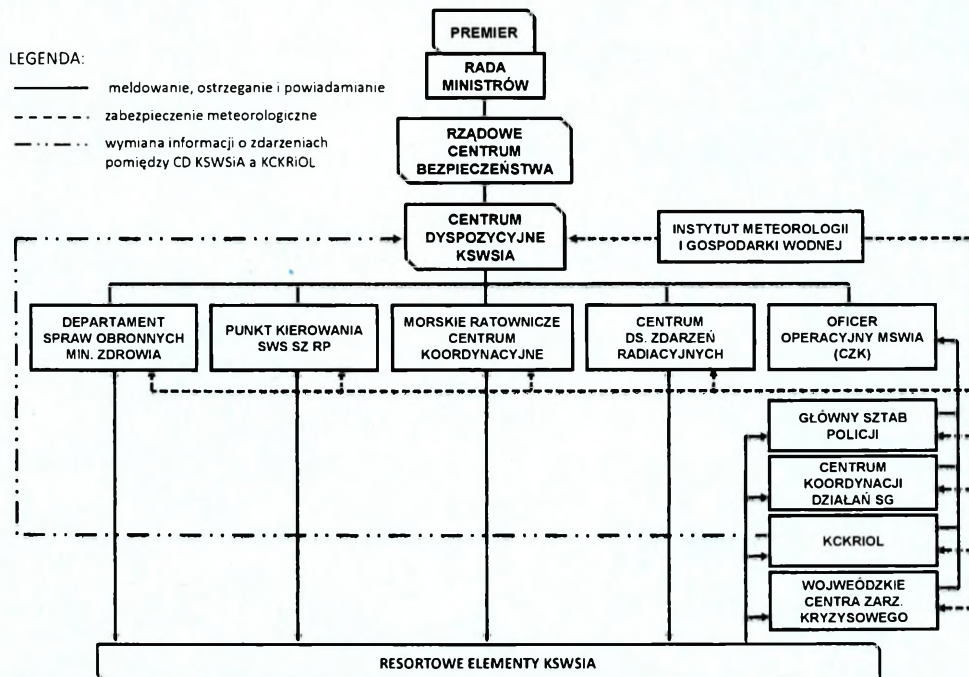 PREMIER
RADA
MINISTRÓW
LEGENDA:
meldowanie, ostrzeganie i powiadamianie
zabezpieczenie meteorologiczne
wymiana informacji o zdarzeniach
pomiędzy CD KSWSiA a KCKRiOL
RZĄDOWE
CENTRUM
BEZPIECZEŃSTWA
CENTRUM
DYSPOZYCYJNE
KSWSIA
INSTYTUT METEOROLOGII
I GOSPODARKI WODNEJ
DEPARTAMENT
SPRAW OBRONNYCH
MIN. ZDROWIA
PUNKT KIEROWANIA
SWS SZ RP
MORSKIE RATOWNICZE
CENTRUM
KOORDYNACYJNE
CENTRUM
DS. ZDARZEŃ
RADIACYJNYCH
OFICER
OPERACYJNY MSWIA
(CZK)
GŁÓWNY SZTAB
POLICJI
CENTRUM
KOORDYNACJI
DZIAŁAŃ SG
KCKRIOL
WOJWEÓDZKIE
CENTRA ZARZ.
KRYZYSOWEGO
RESORTOWE ELEMENTY KSWSIA